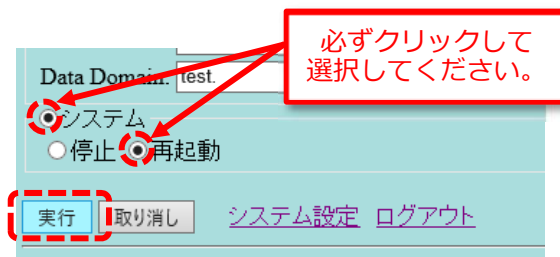 必ずクリックして
選択してください。
Data Domain: test.
システム
停止 再起動
実行 取り消し システム設定 ログアウト